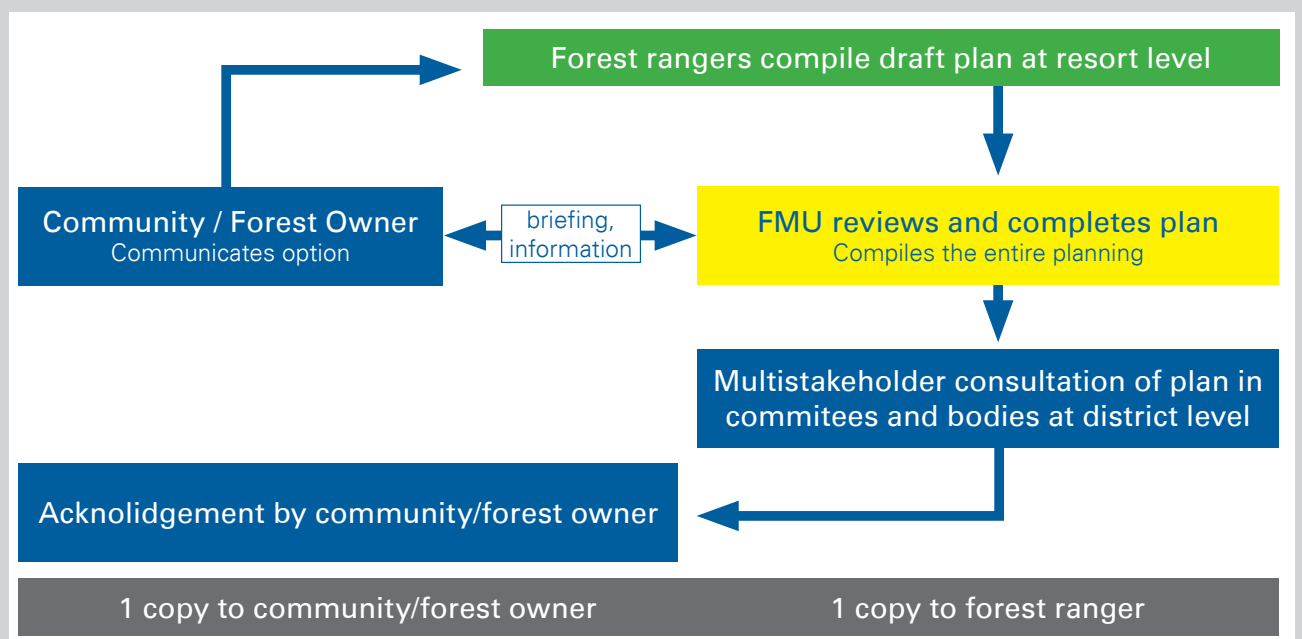 Forest rangers compile draft plan at resort level
Community / Forest Owner
Communicates option
briefing,
information
FMU reviews and completes plan
Compiles the entire planning
Multistakeholder consultation of plan in
commitees and bodies at district level
Acknolidgement by community/forest owner
1 copy to community/forest owner
1 copy to forest ranger